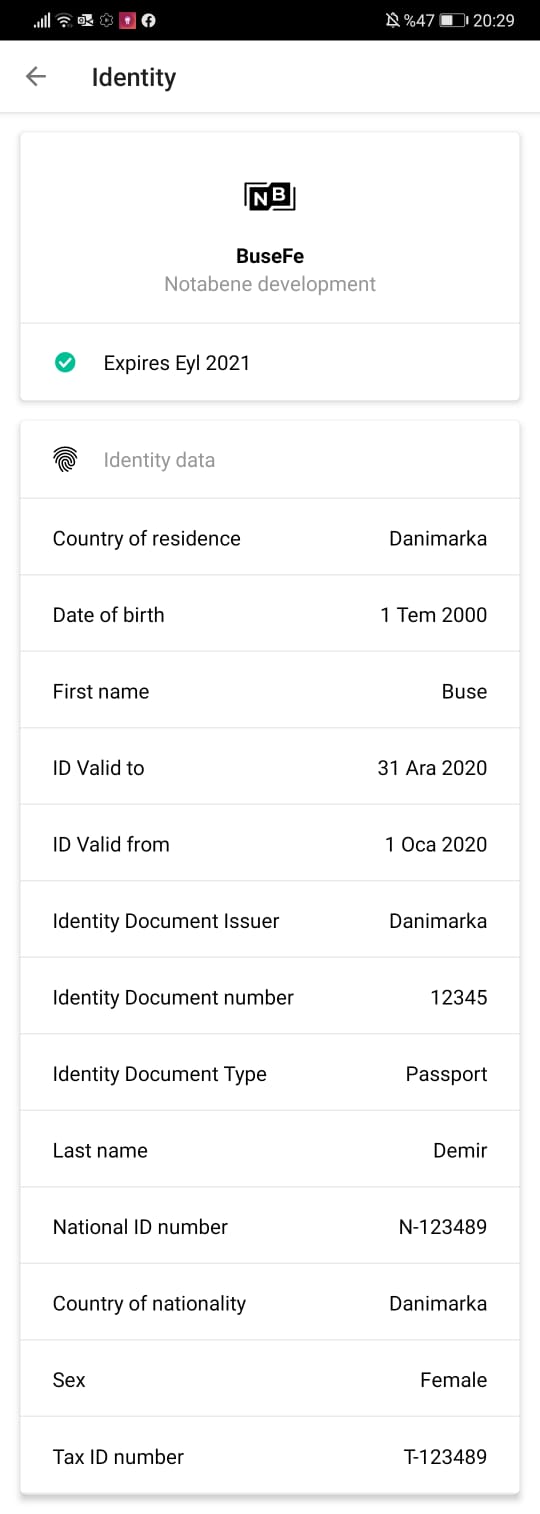 %47 20:29
Identity
NB
BuseFe
Notabene development
Expires Eyl 2021
Identity data
Country of residence Danimarka
Date of birth 1 Tem 2000
First name Buse
ID Valid to 31 Ara 2020
ID Valid from 1 Oca 2020
Identity Document Issuer Danimarka
Identity Document number 12345
Identity Document Type Passport
Last name Demir
National ID number N-123489
Country of nationality Danimarka
Sex Female
Tax ID number T-123489